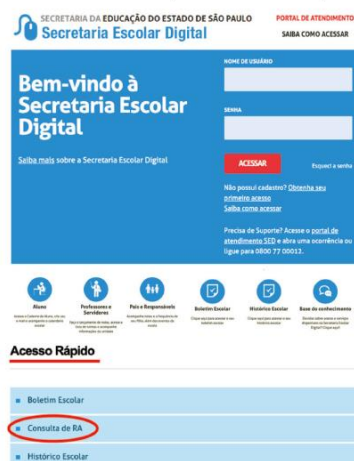 SECRETARIA DA EDUCAÇÃO DO ESTADO DE SÃO PAULO
Secretaria Escolar Digital
PORTAL DE ATENDIMENTO
SAIBA COMO ACESSAR
Bem-vindo à
Secretaria Escolar
Digital
Saiba mais sobre a Secretaria Escolar Digital
NOME DE USUÁRIO
SENHA
ACESSAR
Esqueci a senha
Não possui cadastro? Obtenha seu
primeiro acesso
Saiba como acessar
Precisa de Suporte? Acesse o portal de
atendimento SED e abra uma ocorrência ou
ligue para 0800 77 00012.
Aluno
Professores e
Servidores
Pais e Responsáveis
Boletim Escolar
Histórico Escolar
Base de conhecimento
Acesso Rápido
Boletim Escolar
Consulta de RA
Histórico Escolar